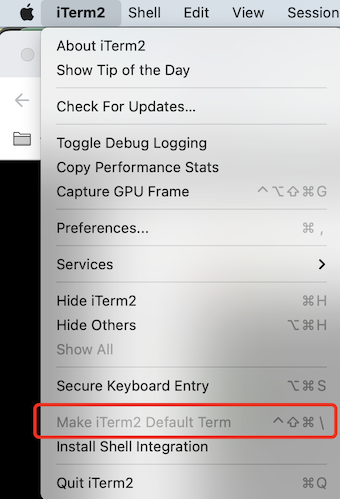 iTerm2 Shell Edit View Session
About iTerm2
Show Tip of the Day
Check For Updates...
Toggle Debug Logging
Copy Performance Stats
Capture GPU Frame ^⌥⇧⌘G
Preferences... ⌘,
Services
Hide iTerm2 ⌘H
Hide Others ⌥⌘H
Show All
Secure Keyboard Entry ⌥⌘S
Make iTerm2 Default Term ^⇧⌘\
Install Shell Integration
Quit iTerm2 ⌘Q